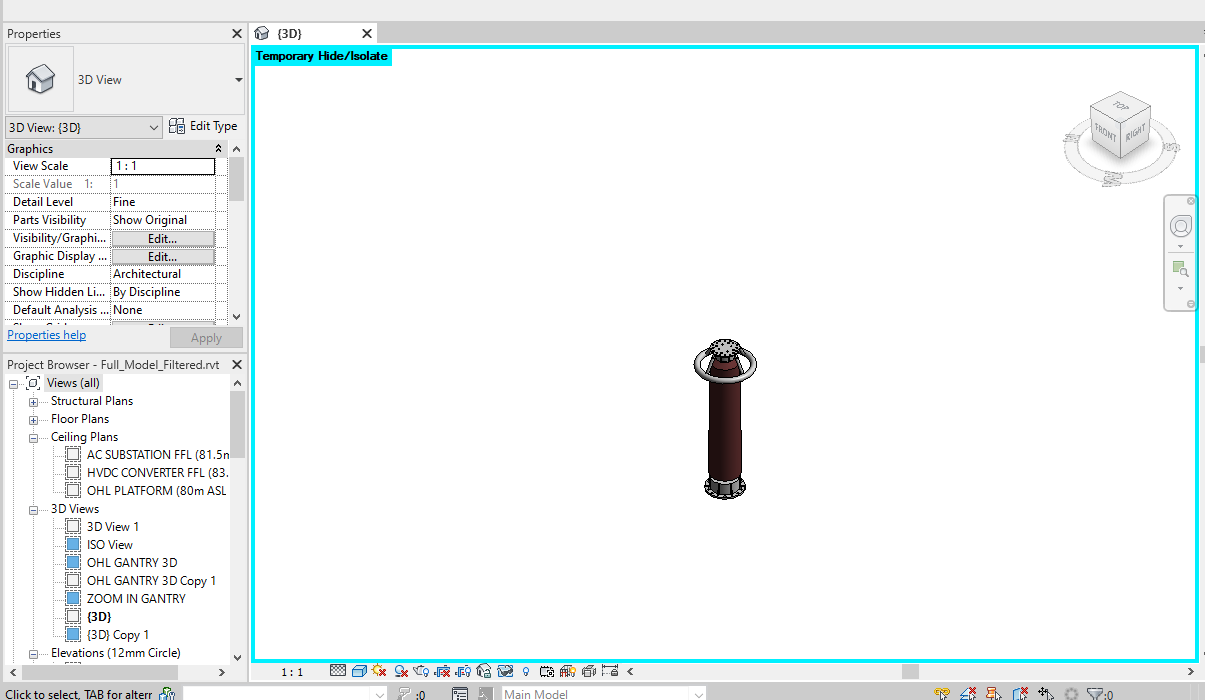 Properties
{3D}
Temporary Hide/Isolate
3D View
3D View: {3D}
Edit Type
Graphics
View Scale
1 : 1
Scale Value 1:
1
Detail Level
Fine
Parts Visibility
Show Original
Visibility/Graphi...
Edit...
Graphic Display ...
Edit...
Discipline
Architectural
Show Hidden Li...
By Discipline
Default Analysis ...
None
Properties help
Apply
TOP
FRONT
RIGHT
Project Browser - Full_Model_Filtered.rvt
Views (all)
Structural Plans
Floor Plans
Ceiling Plans
AC SUBSTATION FFL (81.5m
HVDC CONVERTER FFL (83.
OHL PLATFORM (80m ASL
3D Views
3D View 1
ISO View
OHL GANTRY 3D
OHL GANTRY 3D Copy 1
ZOOM IN GANTRY
{3D}
{3D} Copy 1
Elevations (12mm Circle)
1 : 1
Click to select, TAB for altern
:0
Main Model
:0